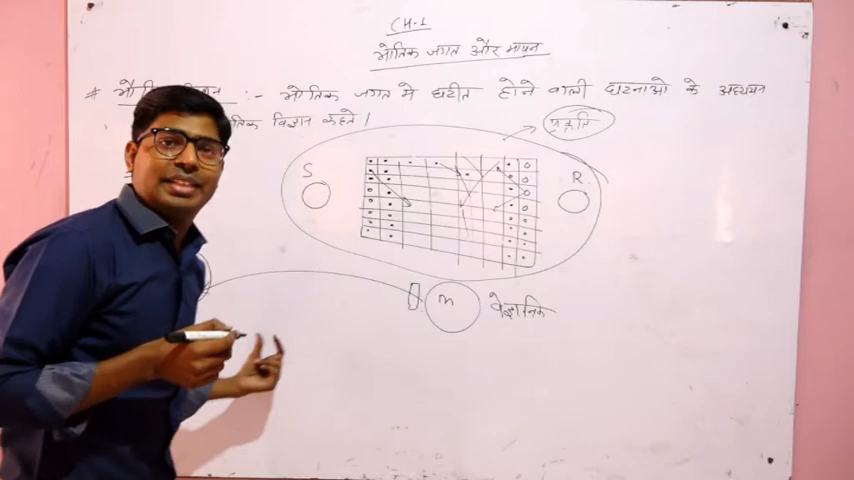 CH-1
भौतिक जगत और मापन
# भौतिक :- भौतिक जगत मे घटीत होने वाली घटनाओ के अध्ययन
तिक विज्ञान कहते।
प्रकृति
S
R
m वैज्ञानिक